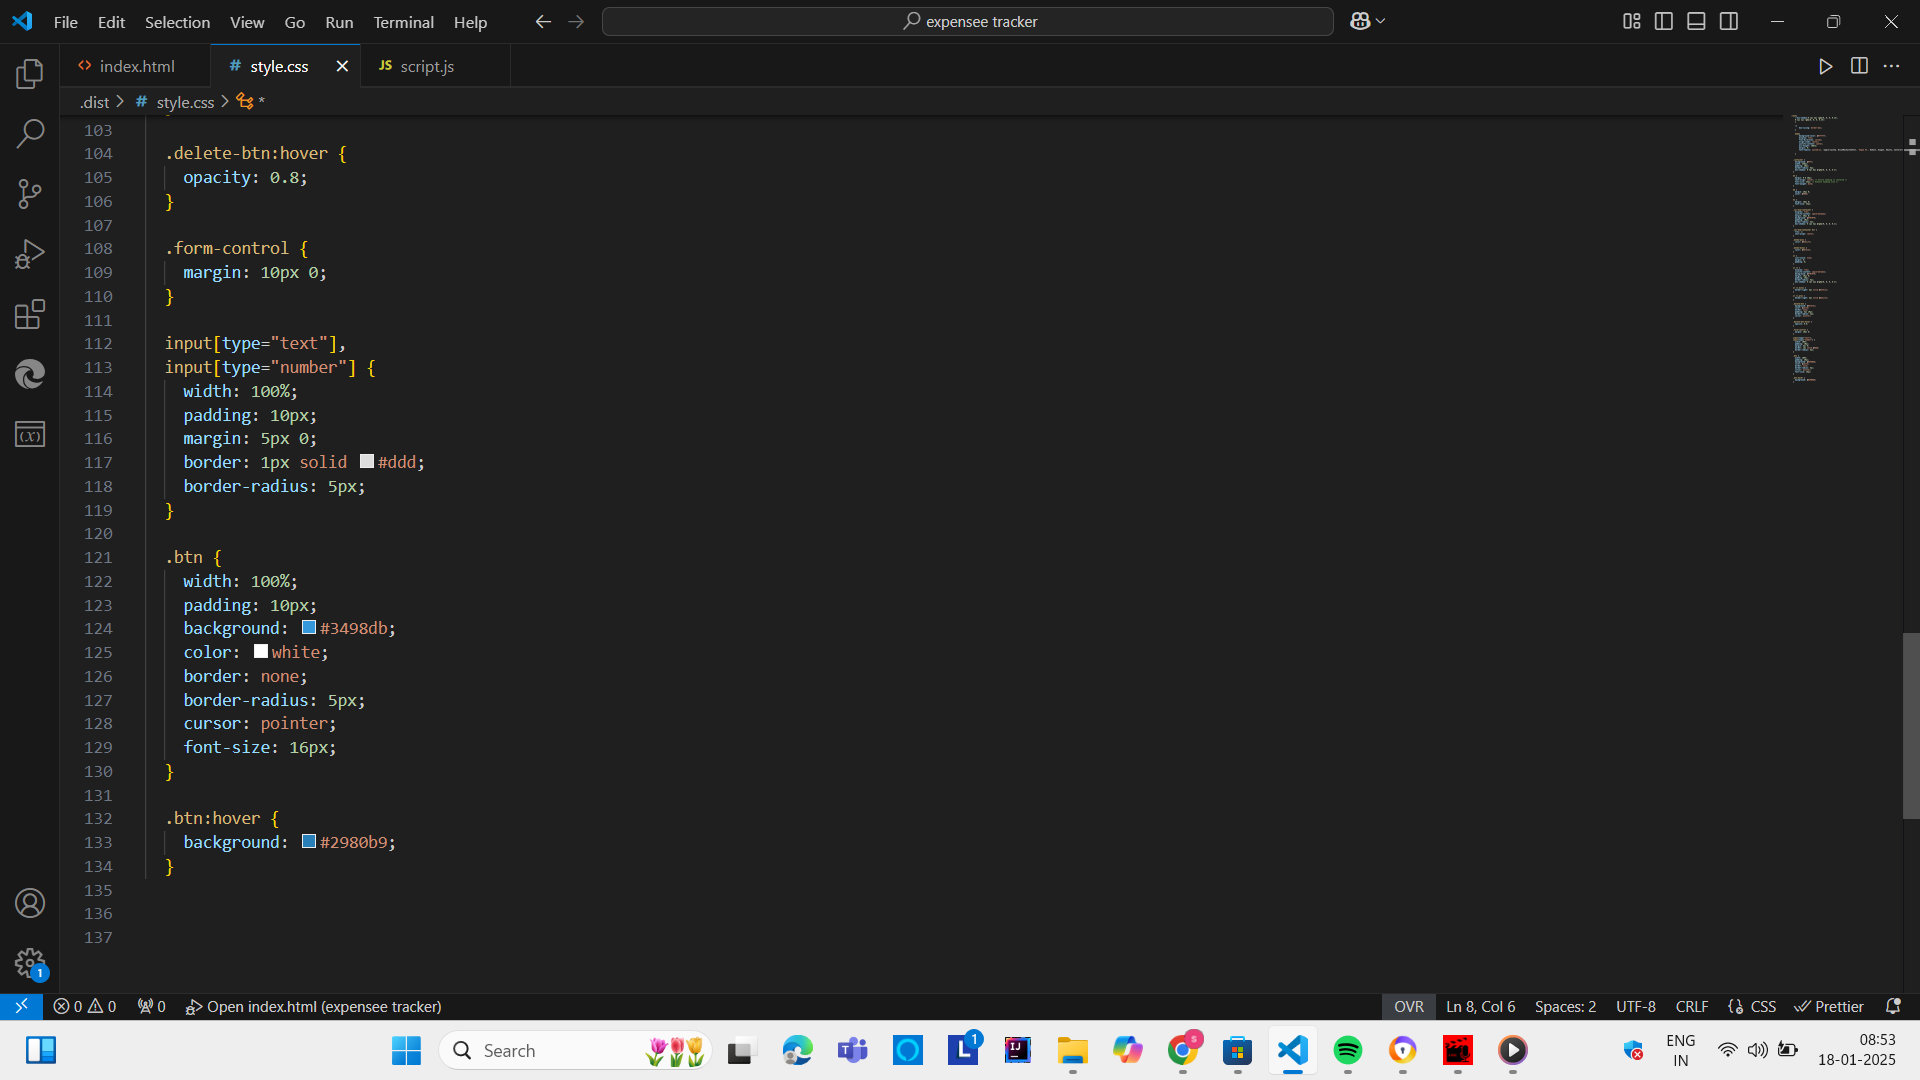 File Edit Selection View Go Run Terminal Help
expensee tracker
index.html
# style.css
JS script.js
.dist > # style.css > *
103
104 .delete-btn:hover {
105 opacity: 0.8;
106 }
107
108 .form-control {
109 margin: 10px 0;
110 }
111
112 input[type="text"],
113 input[type="number"] {
114 width: 100%;
115 padding: 10px;
116 margin: 5px 0;
117 border: 1px solid #ddd;
118 border-radius: 5px;
119 }
120
121 .btn {
122 width: 100%;
123 padding: 10px;
124 background: #3498db;
125 color: white;
126 border: none;
127 border-radius: 5px;
128 cursor: pointer;
129 font-size: 16px;
130 }
131
132 .btn:hover {
133 background: #2980b9;
134 }
135
136
137
1
0 0 0 Open index.html (expensee tracker)
OVR Ln 8, Col 6 Spaces: 2 UTF-8 CRLF {} CSS Prettier
Search
T
L 1
IJ
S
ENG
IN
08:53
18-01-2025